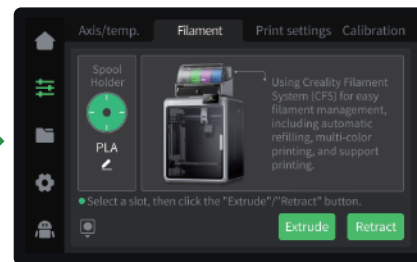 Axis/temp. Filament Print settings Calibration
Spool
Holder
PLA
Using Creality Filament
System (CFS) for easy
filament management,
including automatic
refilling, multi-color
printing, and support
printing.
Select a slot, then click the "Extrude"/"Retract" button.
Extrude Retract